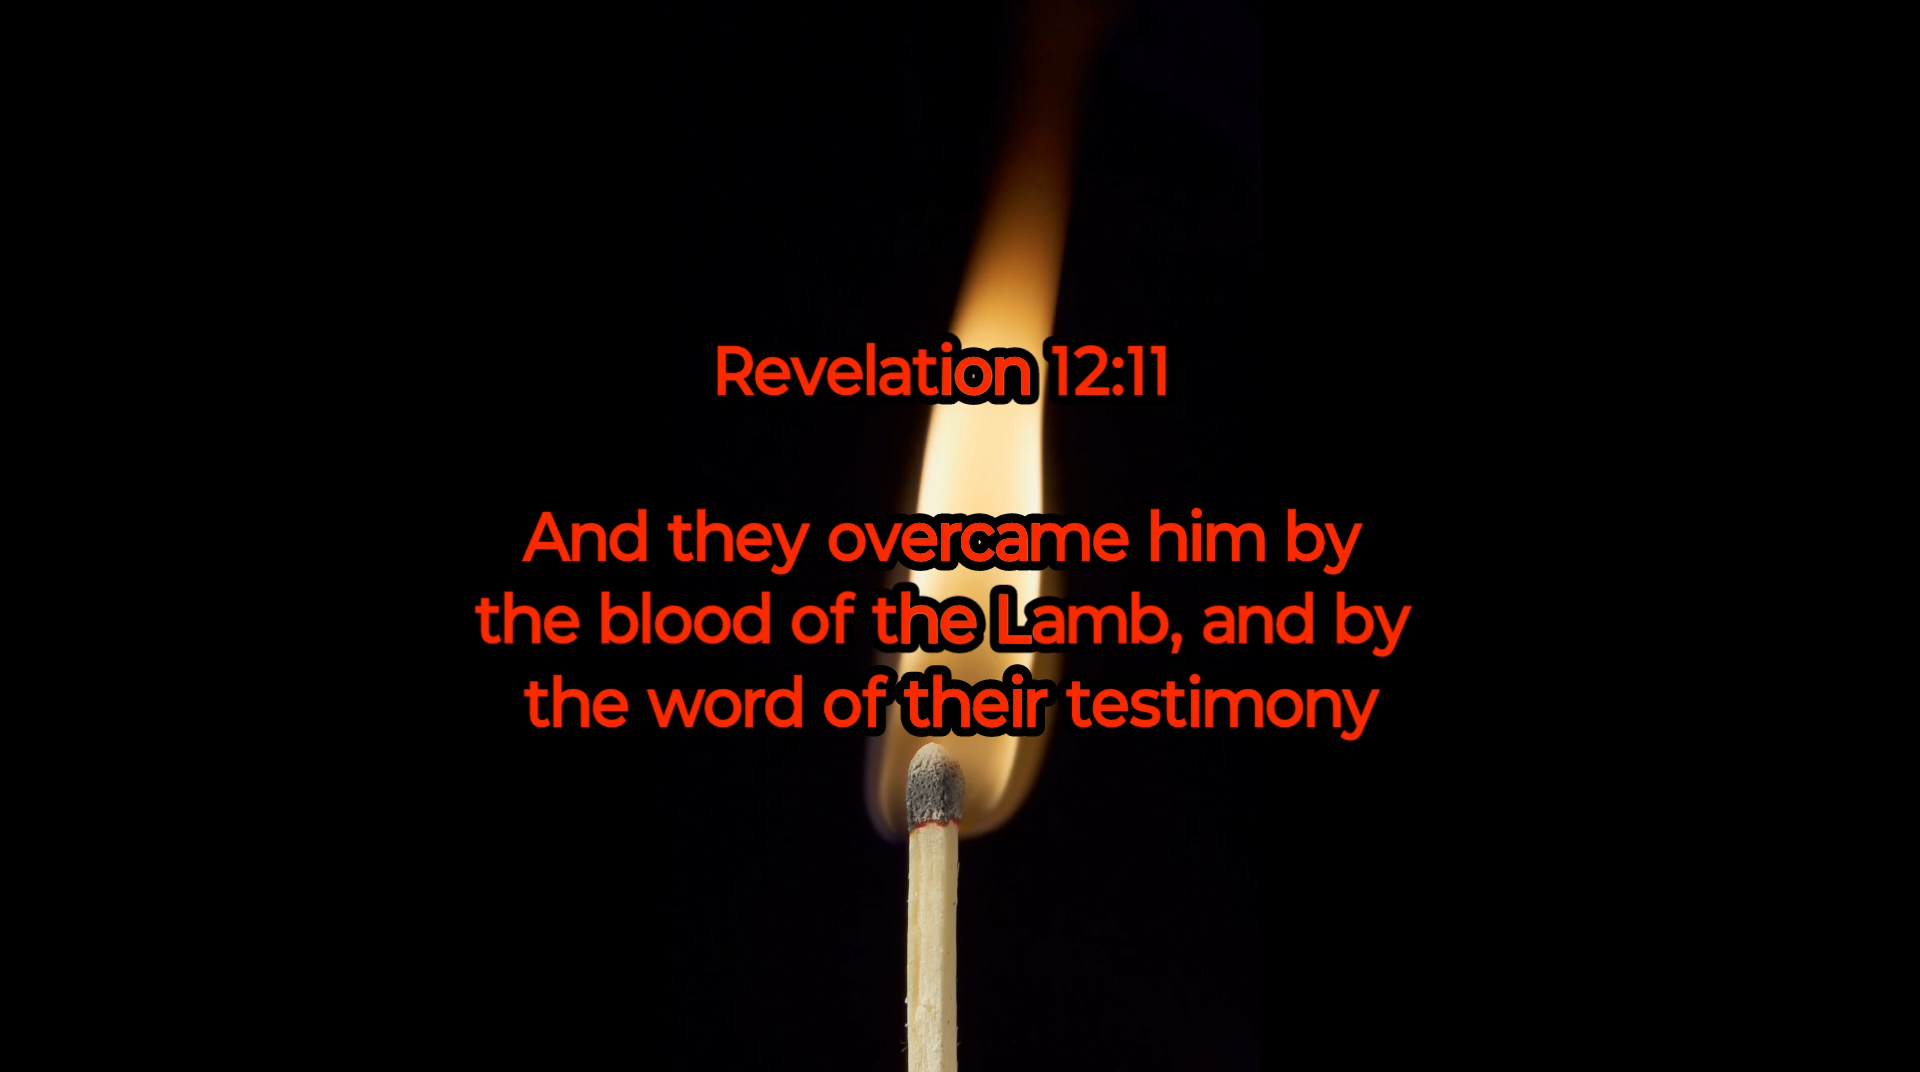 Revelation 12:11
And they overcame him by
the blood of the Lamb, and by
the word of their testimony